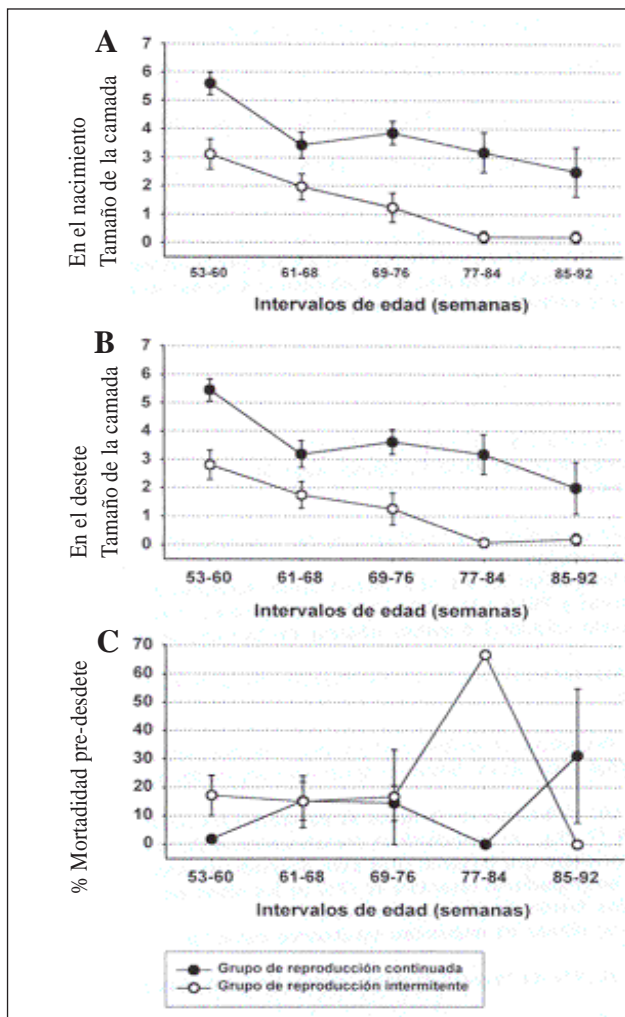 A
En el nacimiento
Tamaño de la camada
7
6
5
4
3
2
1
0
53-60 61-68 69-76 77-84 85-92
Intervalos de edad (semanas)
B
En el destete
Tamaño de la camada
7
6
5
4
3
2
1
0
53-60 61-68 69-76 77-84 85-92
Intervalos de edad (semanas)
C
% Mortadidad pre-desdete
70
60
50
40
30
20
10
0
53-60 61-68 69-76 77-84 85-92
Intervalos de edad (semanas)
Grupo de reproducción continuada
Grupo de reproducción intermitente